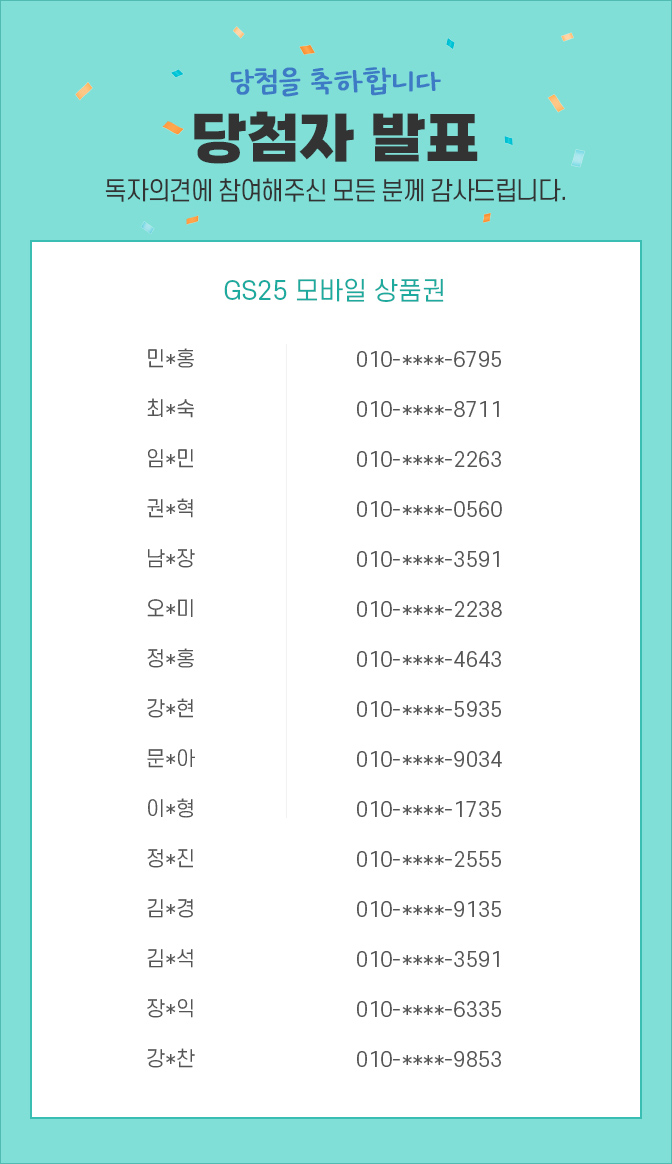 당첨을 축하합니다
당첨자 발표
독자의견에 참여해주신 모든 분께 감사드립니다.
GS25 모바일 상품권
민*홍 010-****-6795
최*숙 010-****-8711
임*민 010-****-2263
권*혁 010-****-0560
남*장 010-****-3591
오*미 010-****-2238
정*홍 010-****-4643
강*현 010-****-5935
문*아 010-****-9034
이*형 010-****-1735
정*진 010-****-2555
김*경 010-****-9135
김*석 010-****-3591
장*익 010-****-6335
강*찬 010-****-9853